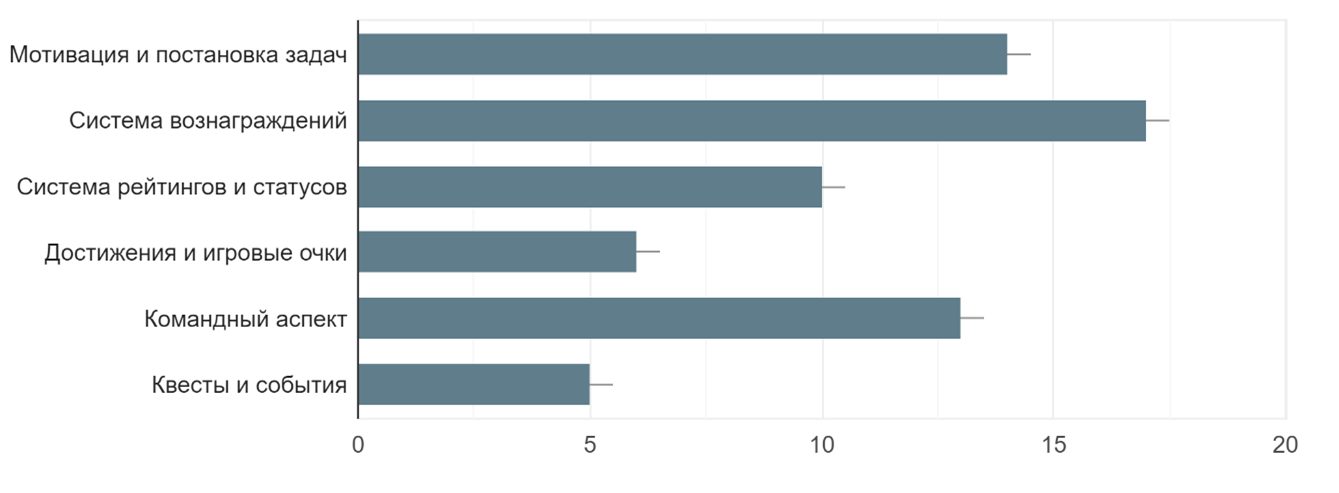 Мотивация и постановка задач
Система вознаграждений
Система рейтингов и статусов
Достижения и игровые очки
Командный аспект
Квесты и события
0 5 10 15 20